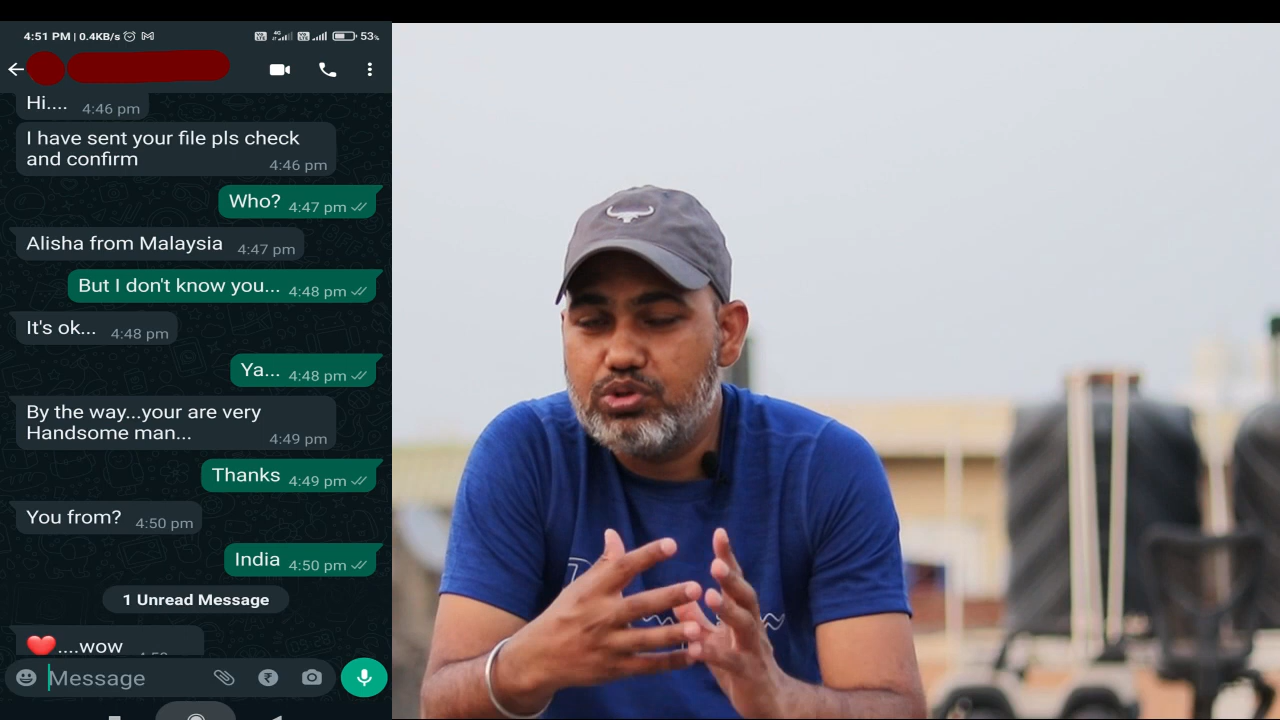 4:51 PM | 0.4KB/s
53%
Hi.... 4:46 pm
I have sent your file pls check
and confirm 4:46 pm
Who? 4:47 pm
Alisha from Malaysia 4:47 pm
But I don't know you... 4:48 pm
It's ok... 4:48 pm
Ya... 4:48 pm
By the way...your are very
Handsome man... 4:49 pm
Thanks 4:49 pm
You from? 4:50 pm
India 4:50 pm
1 Unread Message
❤️....wow
Message